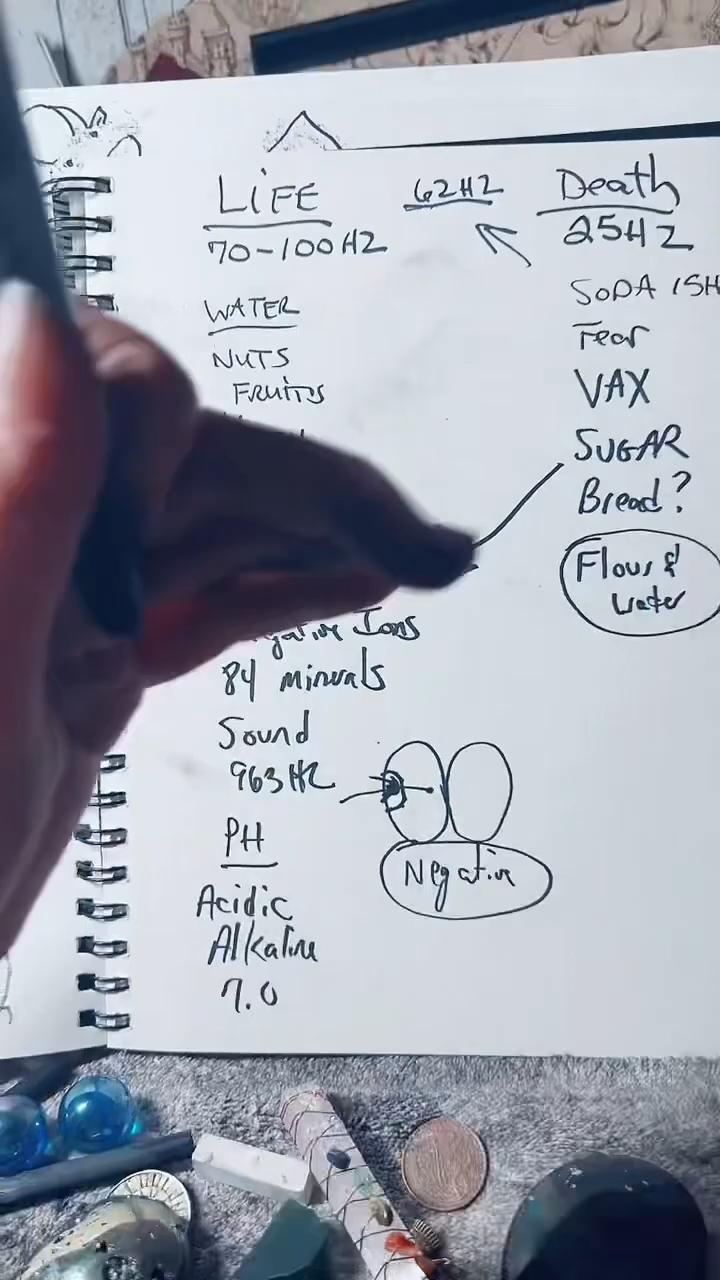 LIFE
70-100HZ
WATER
NUTS
FRUITS
Ions
84 minerals
Sound
963HZ
PH
Acidic
Alkaline
7.0
62HZ
Death
25HZ
SODA ISH
Fear
VAX
SUGAR
Bread?
Flour &
water
Negative